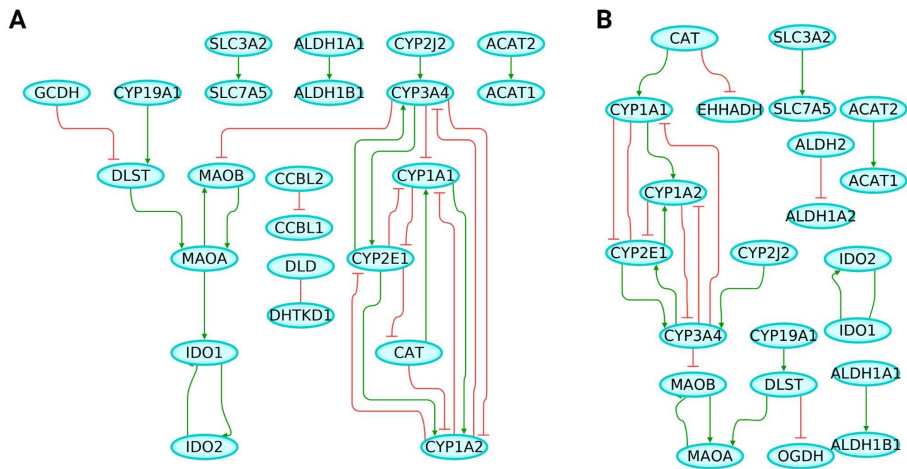 A
SLC3A2
ALDH1A1
CYP2J2
ACAT2
GCDH
CYP19A1
SLC7A5
ALDH1B1
CYP3A4
ACAT1
DLST
MAOB
CCBL2
CYP1A1
CCBL1
MAOA
DLD
CYP2E1
DHTKD1
IDO1
CAT
IDO2
CYP1A2
B
CAT
SLC3A2
CYP1A1
EHHADH
SLC7A5
ACAT2
ALDH2
CYP1A2
ACAT1
ALDH1A2
CYP2E1
CYP2J2
IDO2
CYP3A4
CYP19A1
IDO1
MAOB
DLST
ALDH1A1
MAOA
OGDH
ALDH1B1